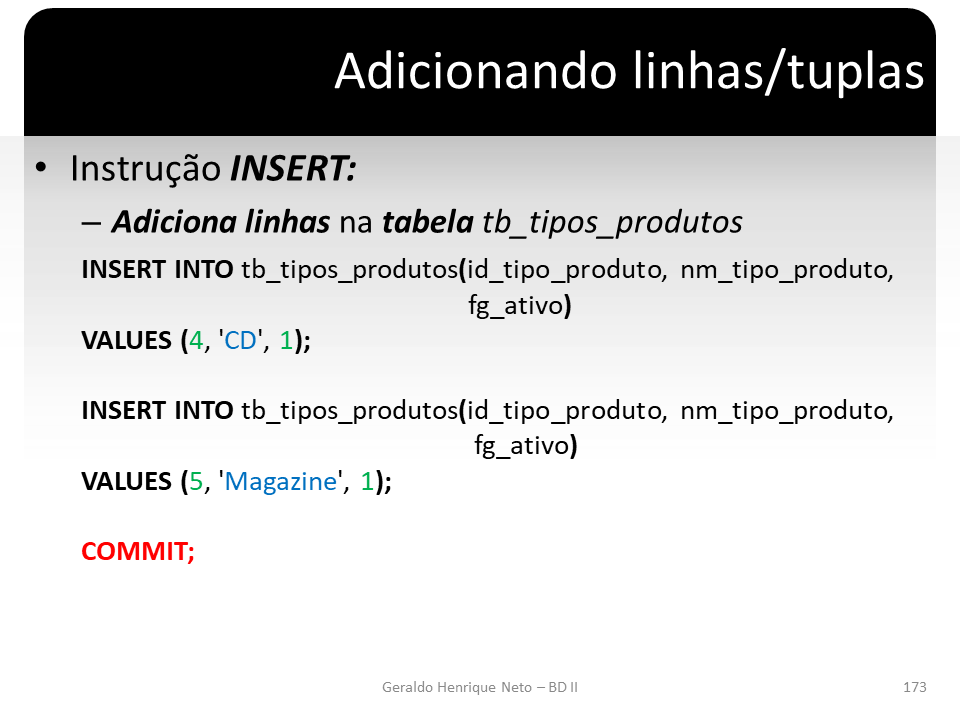 Adicionando linhas/tuplas
• Instrução INSERT:
– Adiciona linhas na tabela tb_tipos_produtos
INSERT INTO tb_tipos_produtos(id_tipo_produto, nm_tipo_produto,
fg_ativo)
VALUES (4, 'CD', 1);
INSERT INTO tb_tipos_produtos(id_tipo_produto, nm_tipo_produto,
fg_ativo)
VALUES (5, 'Magazine', 1);
COMMIT;
Geraldo Henrique Neto – BD II
173